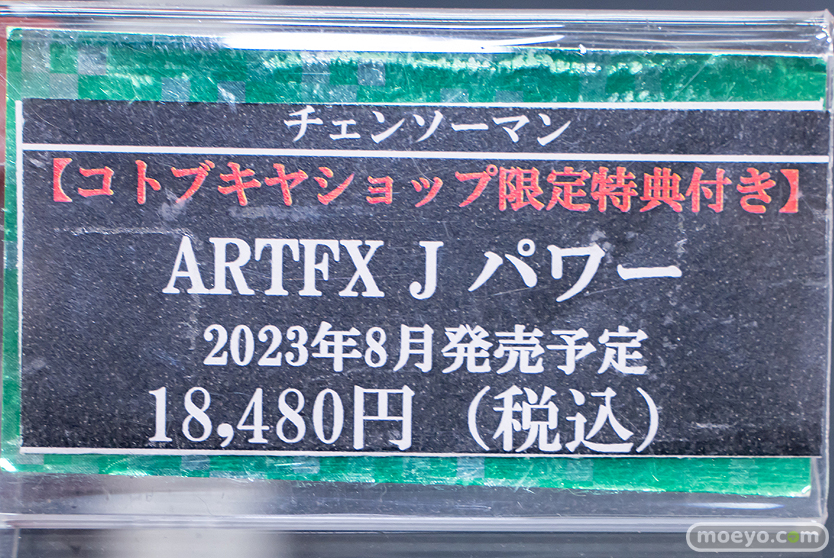 チェンソーマン
【コトブキヤショップ限定特典付き】
ARTFX J パワー
2023年8月発売予定
18,480円（税込）
moeyo.com